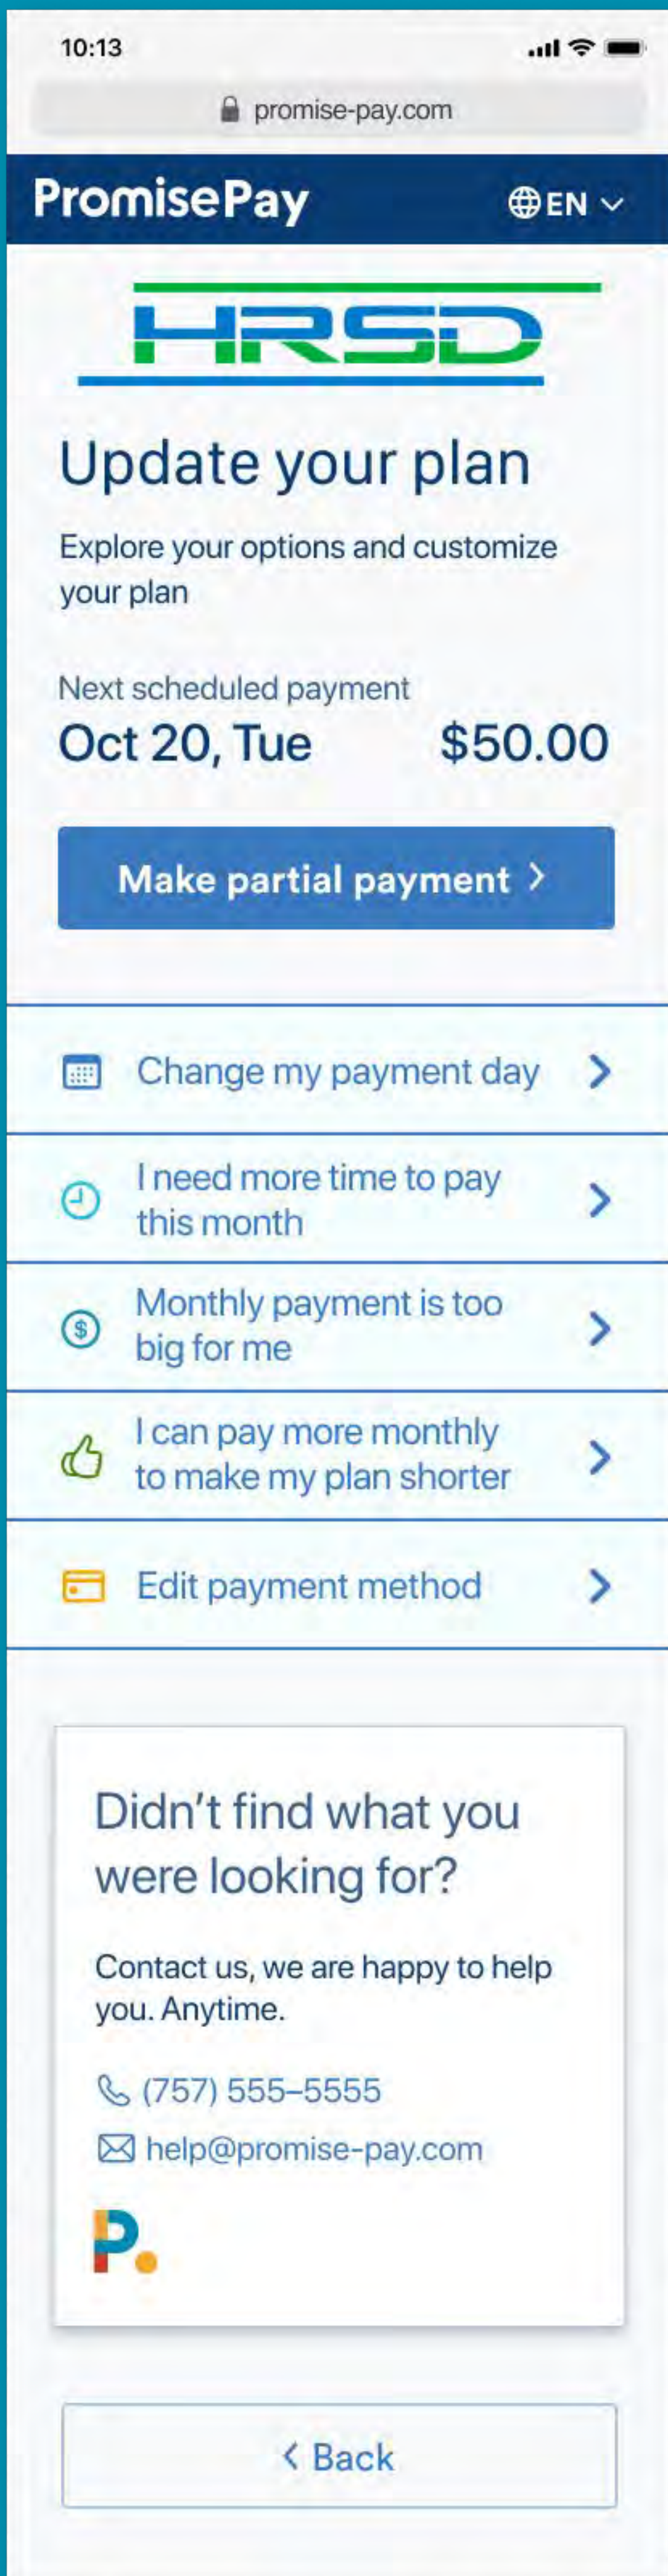 10:13
promise-pay.com
PromisePay
EN
HRSD
Update your plan
Explore your options and customize
your plan
Next scheduled payment
Oct 20, Tue $50.00
Make partial payment
Change my payment day
I need more time to pay
this month
Monthly payment is too
big for me
I can pay more monthly
to make my plan shorter
Edit payment method
Didn't find what you
were looking for?
Contact us, we are happy to help
you. Anytime.
(757) 555–5555
help@promise-pay.com
P.
Back